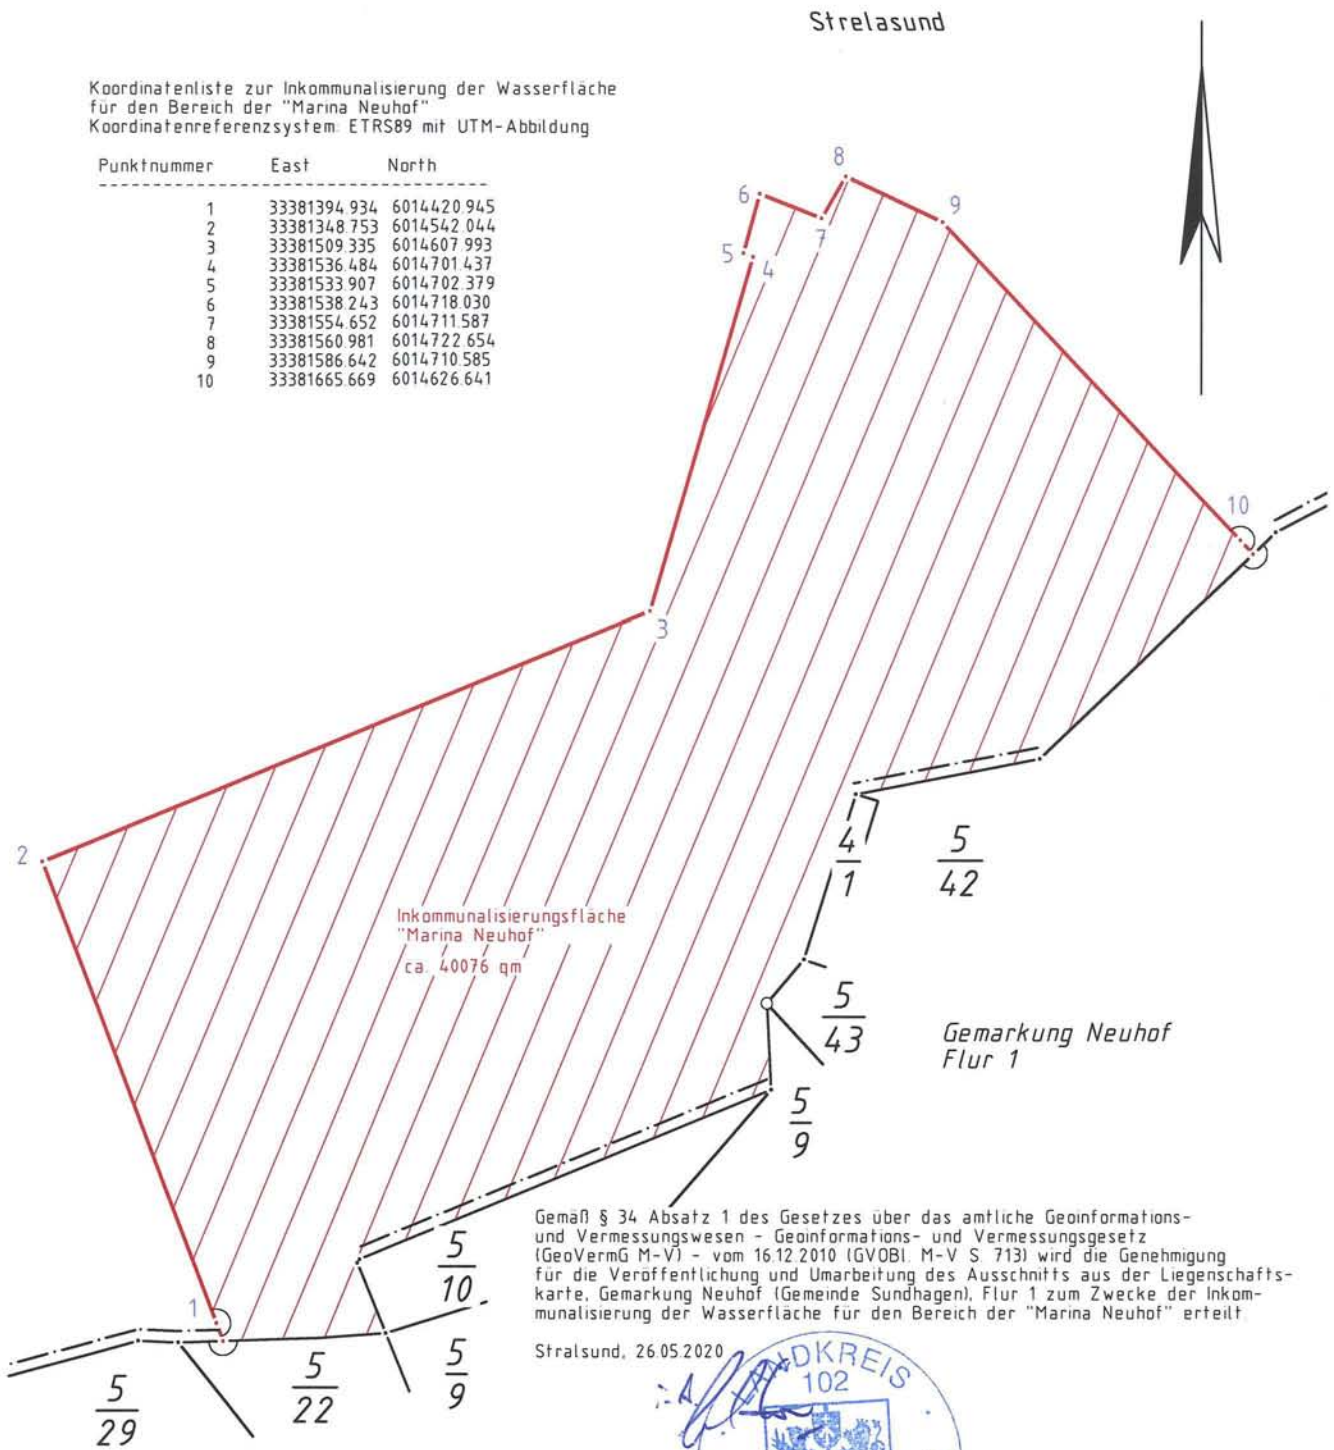 Strelasund
Koordinatenliste zur Inkommunalisierung der Wasserfläche
für den Bereich der "Marina Neuhof"
Koordinatenreferenzsystem: ETRS89 mit UTM-Abbildung
Punktnummer East North
1 33381394.934 6014420.945
2 33381348.753 6014542.044
3 33381509.335 6014607.993
4 33381536.484 6014701.437
5 33381533.907 6014702.379
6 33381538.243 6014718.030
7 33381554.652 6014711.587
8 33381560.981 6014722.654
9 33381586.642 6014710.585
10 33381665.669 6014626.641
8
6
9
7
5
4
10
3
2
4/1
5/42
Inkommunalisierungsfläche
"Marina Neuhof"
ca. 40076 qm
5/43
Gemarkung Neuhof
Flur 1
5/9
5/10
1
5/9
5/22
5/29
Gemäß § 34 Absatz 1 des Gesetzes über das amtliche Geoinformations-
und Vermessungswesen - Geoinformations- und Vermessungsgesetz
(GeoVermG M-V) - vom 16.12.2010 (GVOBl. M-V S. 713) wird die Genehmigung
für die Veröffentlichung und Umarbeitung des Ausschnitts aus der Liegenschafts-
karte, Gemarkung Neuhof (Gemeinde Sundhagen), Flur 1 zum Zwecke der Inkom-
munalisierung der Wasserfläche für den Bereich der "Marina Neuhof" erteilt.
Stralsund, 26.05.2020
i.A.
LANDKREIS
102